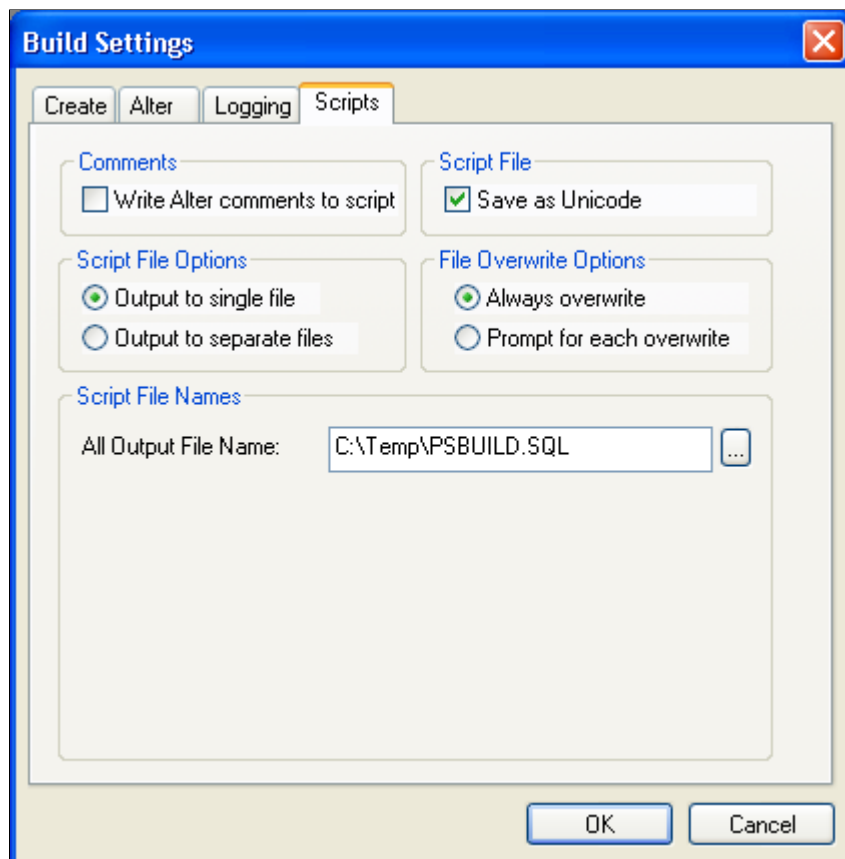 Build Settings
Create Alter Logging Scripts
Comments
Write Alter comments to script
Script File
Save as Unicode
Script File Options
Output to single file
Output to separate files
File Overwrite Options
Always overwrite
Prompt for each overwrite
Script File Names
All Output File Name: C:\Temp\PSBUILD.SQL ...
OK Cancel